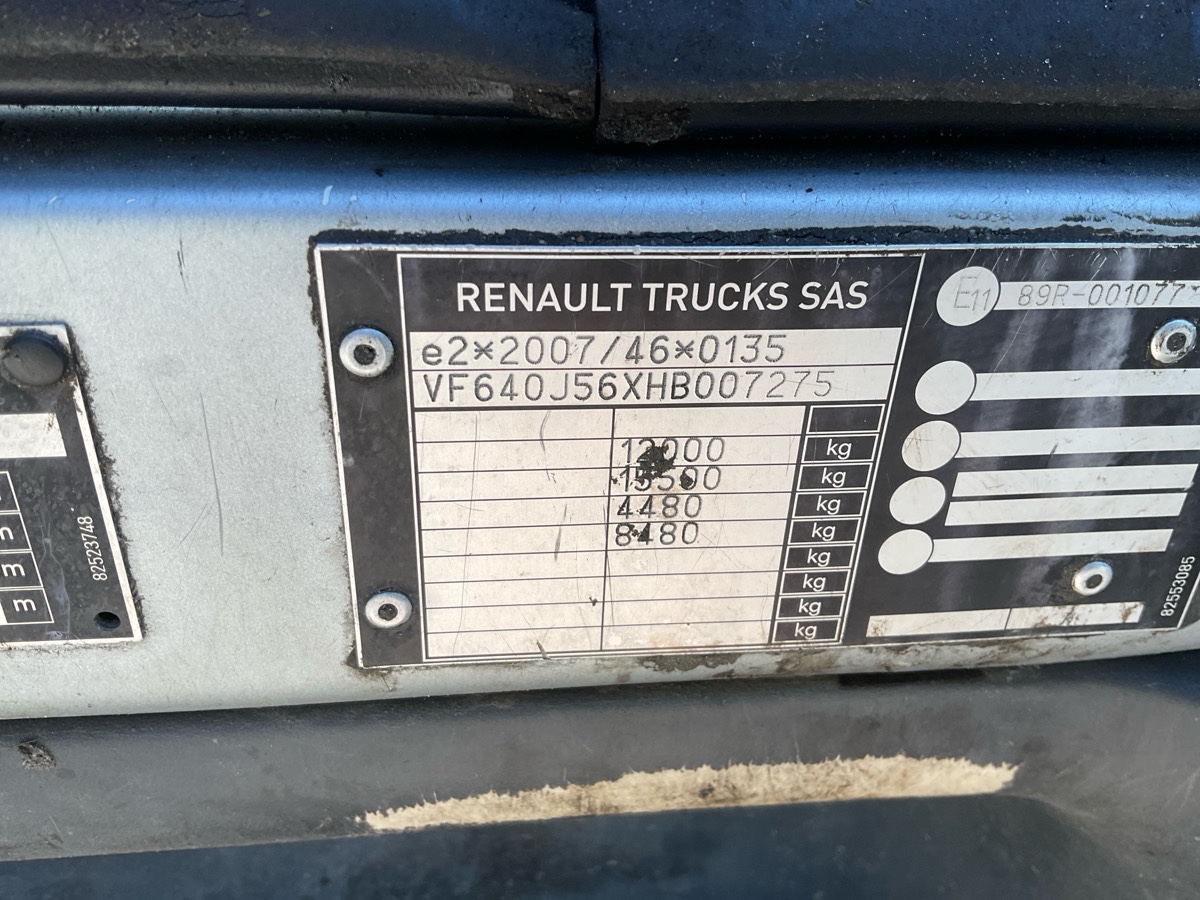 RENAULT TRUCKS SAS
e2*2007/46*0135
VF640J56XHB007275
kg
kg
4480 kg
8480 kg
kg
kg
kg
kg
E11 89R-001077
82553085
82523748
n
m
m